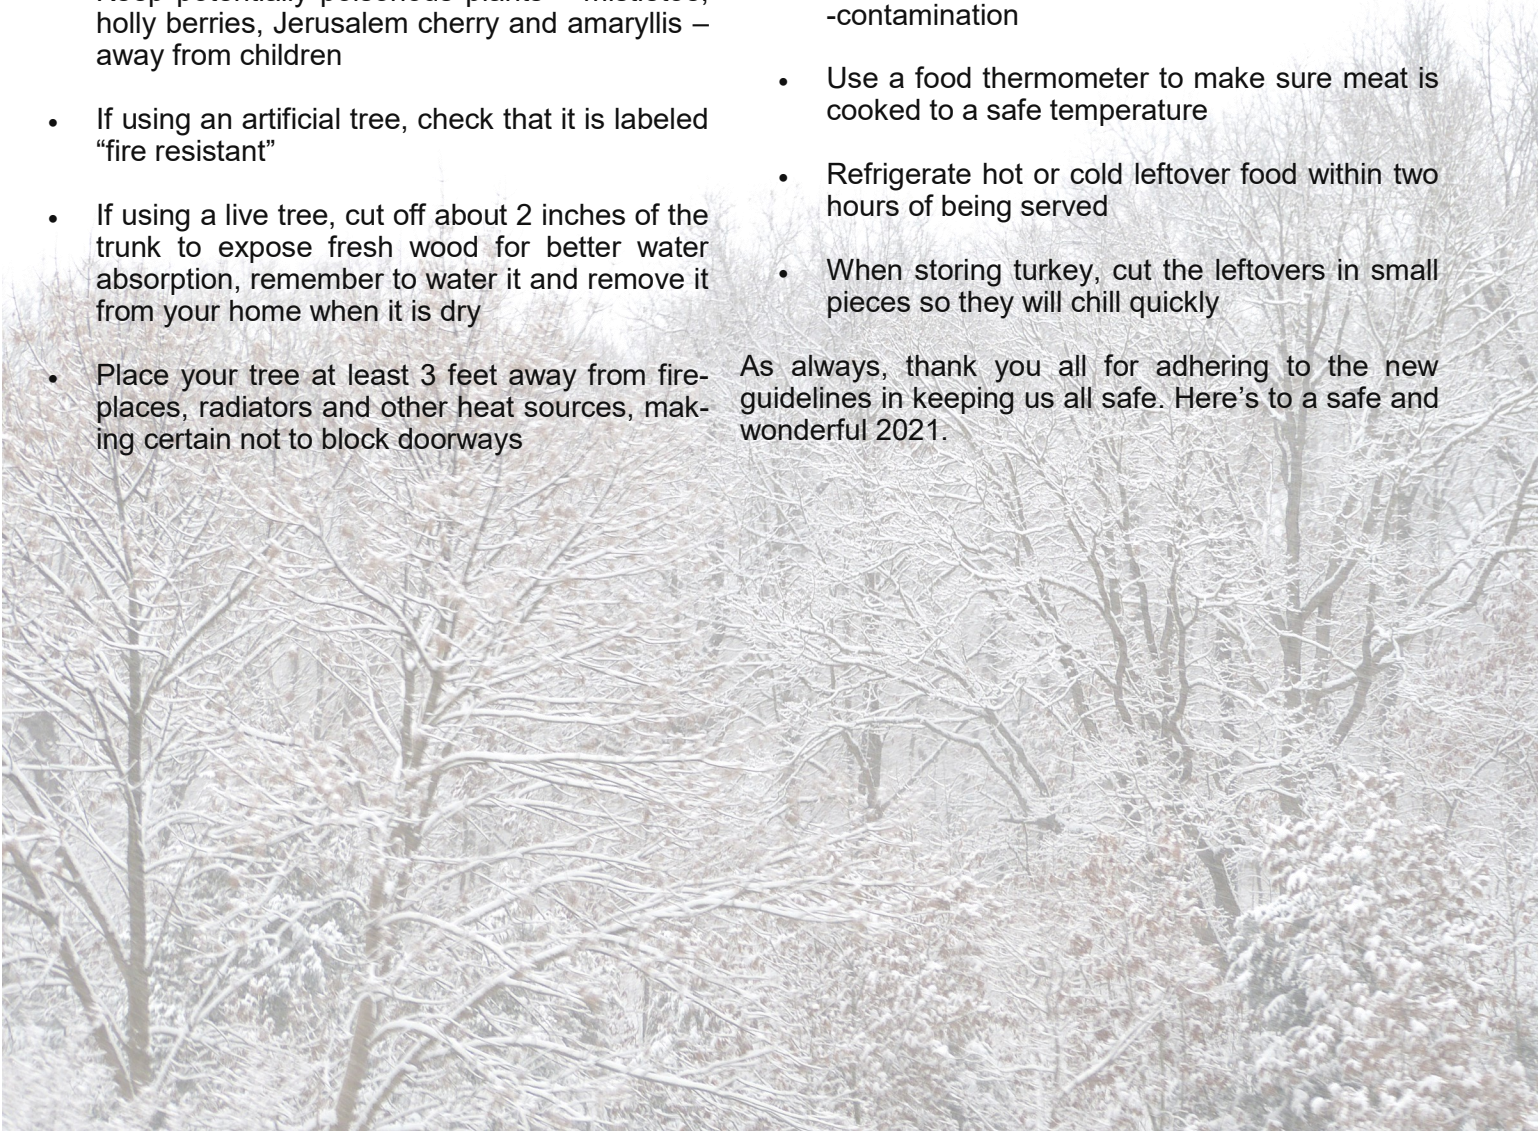 Keep potentially poisonous plants – mistletoe,
holly berries, Jerusalem cherry and amaryllis –
away from children
• If using an artificial tree, check that it is labeled
“fire resistant”
• If using a live tree, cut off about 2 inches of the
trunk to expose fresh wood for better water
absorption, remember to water it and remove it
from your home when it is dry
• Place your tree at least 3 feet away from fire-
places, radiators and other heat sources, mak-
ing certain not to block doorways
-contamination
• Use a food thermometer to make sure meat is
cooked to a safe temperature
• Refrigerate hot or cold leftover food within two
hours of being served
• When storing turkey, cut the leftovers in small
pieces so they will chill quickly
As always, thank you all for adhering to the new
guidelines in keeping us all safe. Here’s to a safe and
wonderful 2021.